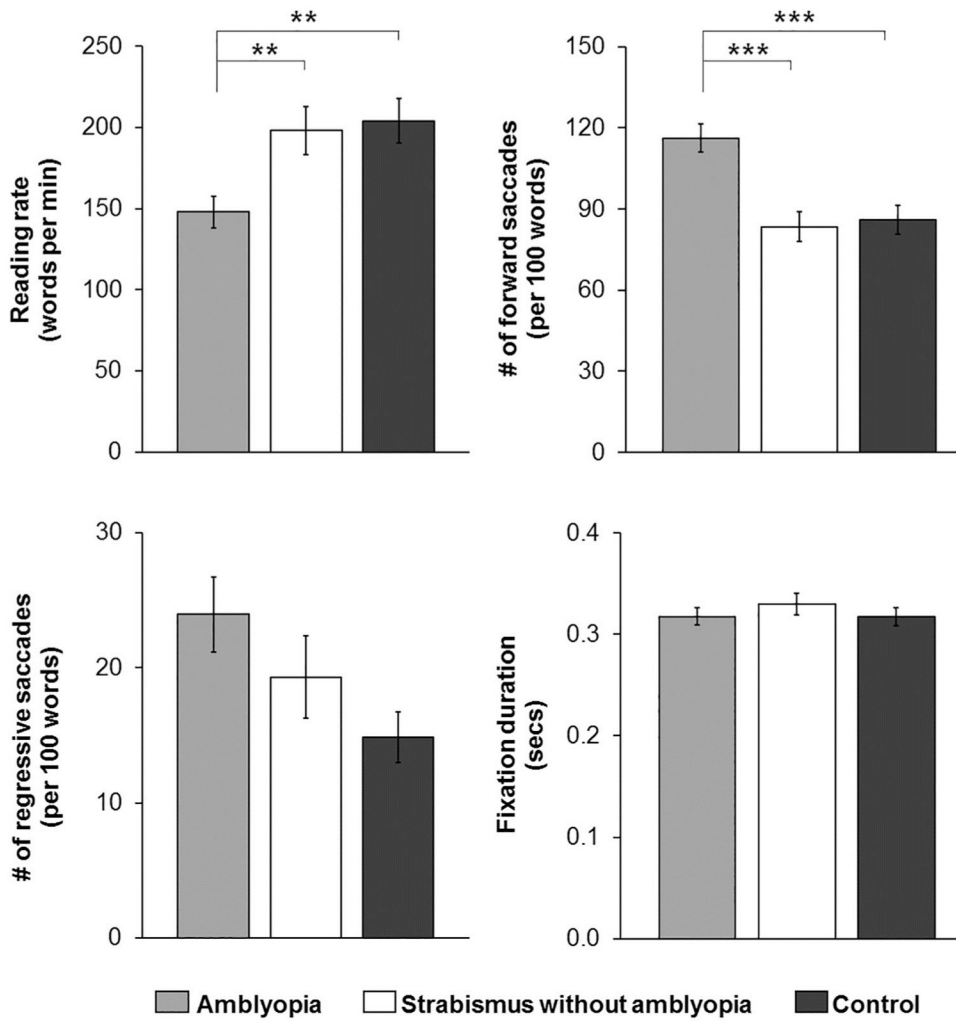 **
**
250
200
150
100
50
0
Reading rate
(words per min)
***
***
150
120
90
60
30
0
# of forward saccades
(per 100 words)
30
20
10
0
# of regressive saccades
(per 100 words)
0.4
0.3
0.2
0.1
0.0
Fixation duration
(secs)
Amblyopia Strabismus without amblyopia Control